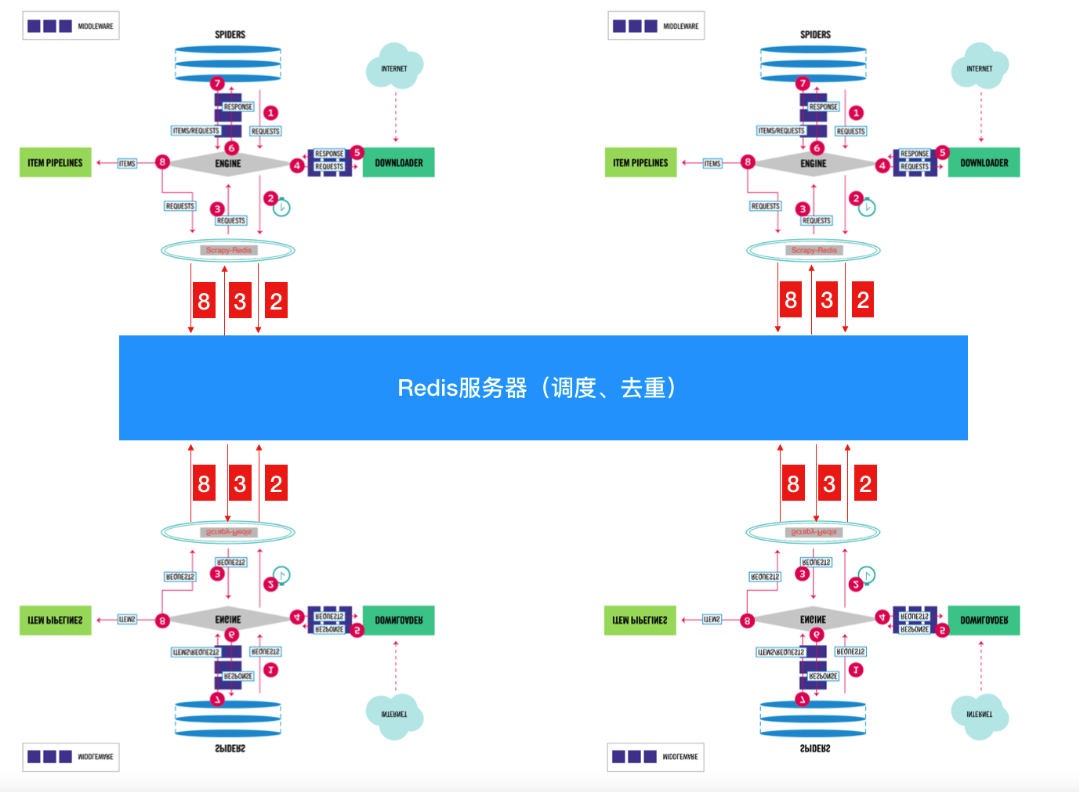 MIDDLEWARE
SPIDERS
INTERNET
7
RESPONSE
1
ITEMS/REQUESTS
REQUESTS
6
ITEM PIPELINES
ITEMS
8
ENGINE
4
RESPONSE
REQUESTS
5
DOWNLOADER
REQUESTS
3
REQUESTS
2
Scrapy-Redis
8
3
2
MIDDLEWARE
SPIDERS
INTERNET
7
RESPONSE
1
ITEMS/REQUESTS
REQUESTS
6
ITEM PIPELINES
ITEMS
8
ENGINE
4
RESPONSE
REQUESTS
5
DOWNLOADER
REQUESTS
3
REQUESTS
2
Scrapy-Redis
8
3
2
Redis服务器（调度、去重）
8
3
2
Scrapy-Redis
REQUESTS
3
REQUESTS
2
ITEM PIPELINES
ITEMS
8
ENGINE
4
REQUESTS
RESPONSE
5
DOWNLOADER
6
ITEMS/REQUESTS
REQUESTS
RESPONSE
1
7
INTERNET
SPIDERS
MIDDLEWARE
8
3
2
Scrapy-Redis
REQUESTS
3
REQUESTS
2
ITEM PIPELINES
ITEMS
8
ENGINE
4
REQUESTS
RESPONSE
5
DOWNLOADER
6
ITEMS/REQUESTS
REQUESTS
RESPONSE
1
7
INTERNET
SPIDERS
MIDDLEWARE